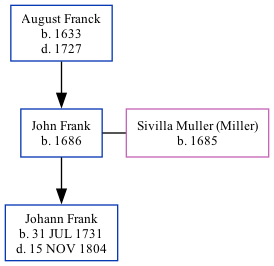 August Franck
b. 1633
d. 1727
John Frank
b. 1686
Sivilla Muller (Miller)
b. 1685
Johann Frank
b. 31 JUL 1731
d. 15 NOV 1804